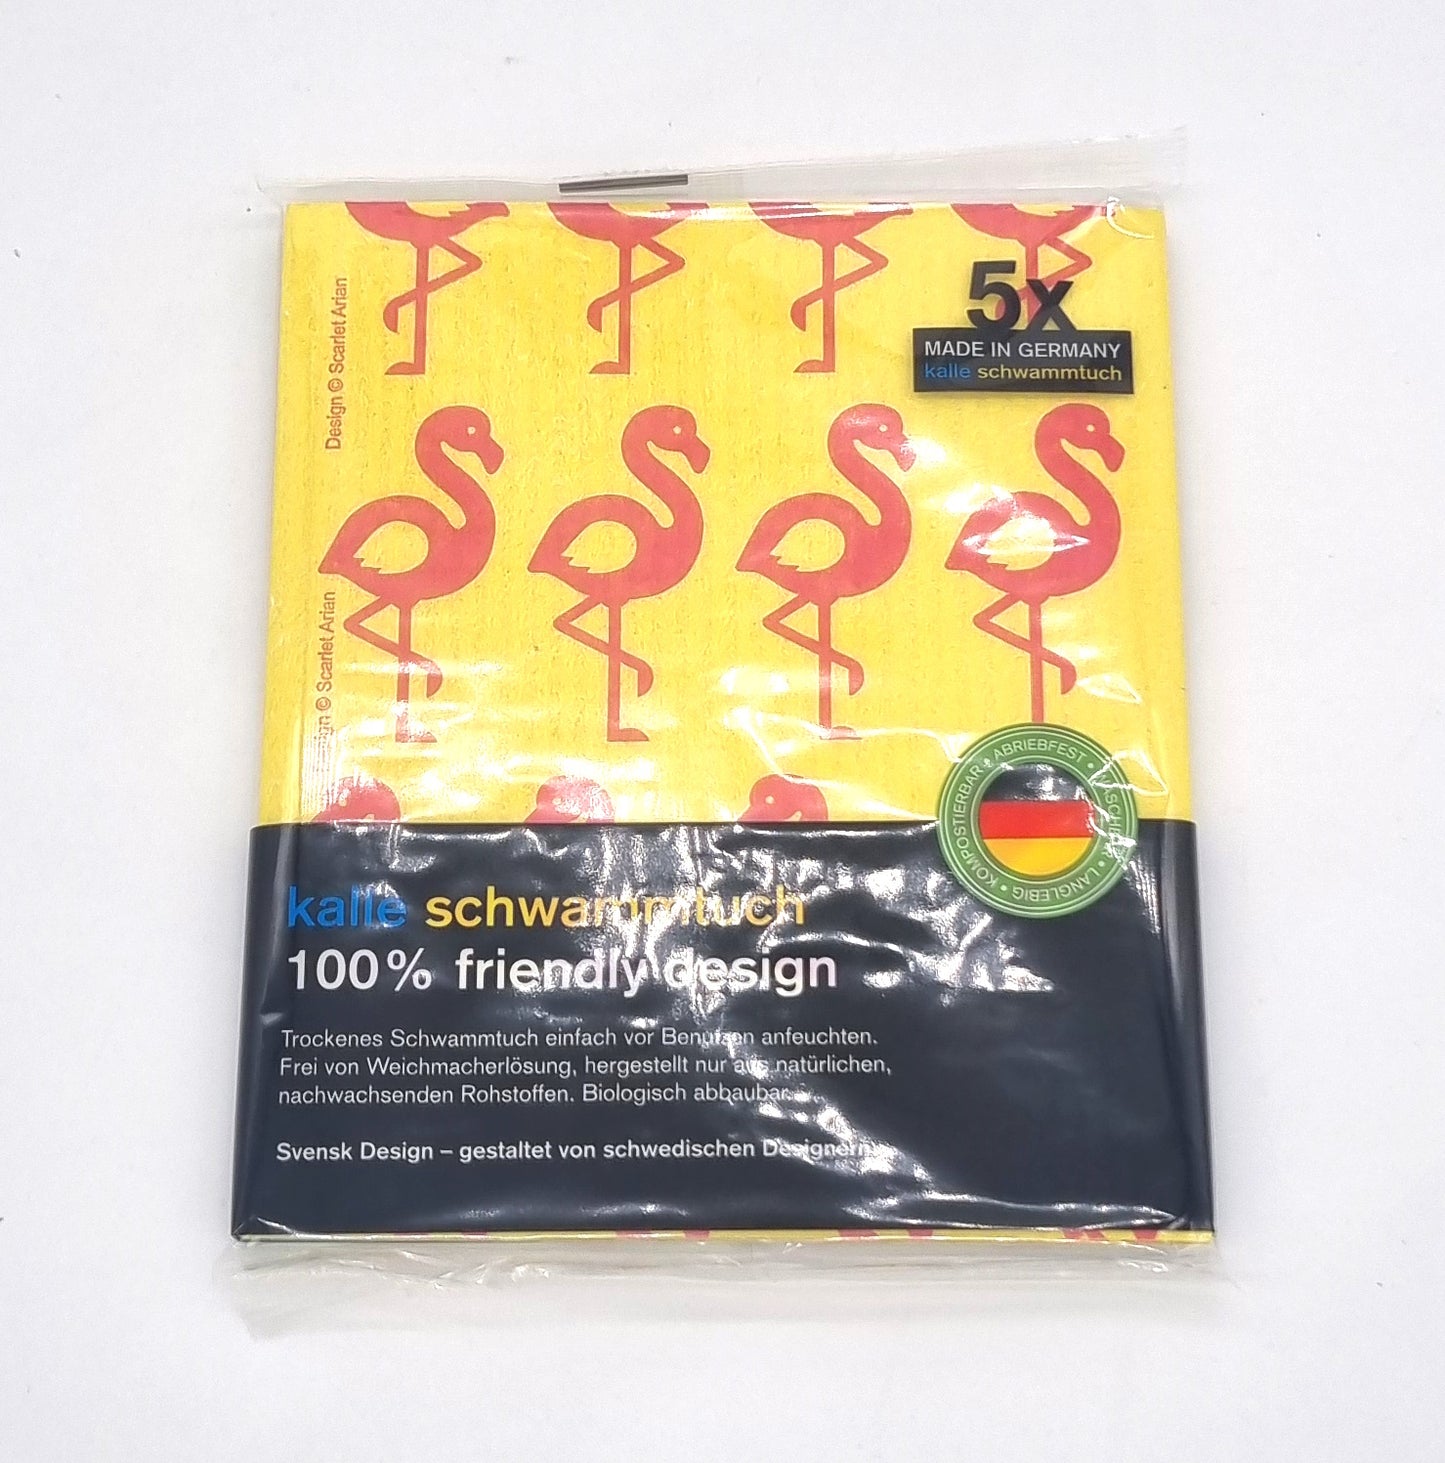 5x
MADE IN GERMANY
kalle schwammtuch
Design © Scarlet Arian
© Scarlet Arian
ABRIEBFEST • • LANGLEBIG • KOMPOSTIERBAR •
kalle schwammtuch
100% friendly design
Trockenes Schwammtuch einfach vor Benutzen anfeuchten.
Frei von Weichmacherlösung, hergestellt nur aus natürlichen,
nachwachsenden Rohstoffen. Biologisch abbaubar.
Svensk Design – gestaltet von schwedischen Designern